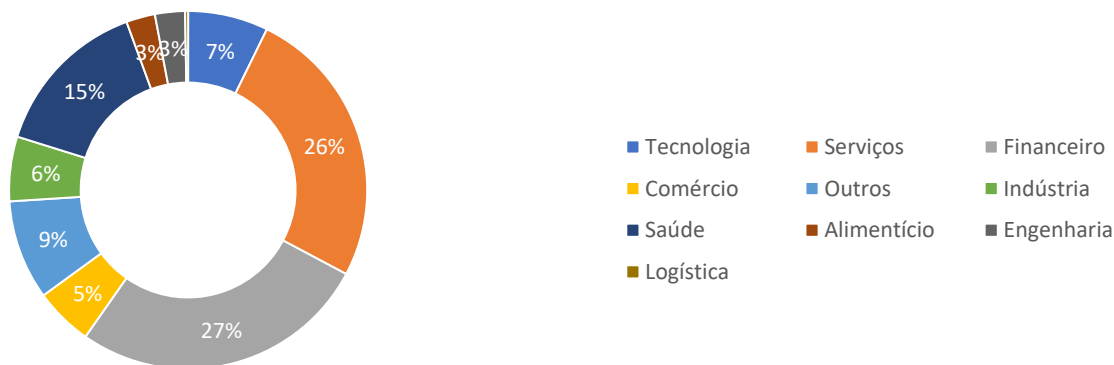 3% 3% 7%
15%
26%
6%
9%
5%
27%
Tecnologia Serviços Financeiro
Comércio Outros Indústria
Saúde Alimentício Engenharia
Logística